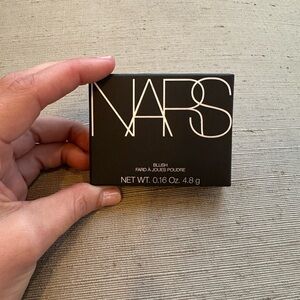 NARS
BLUSH
FARD À JOUES POUDRE
NET WT. 0.16 Oz. 4.8 g